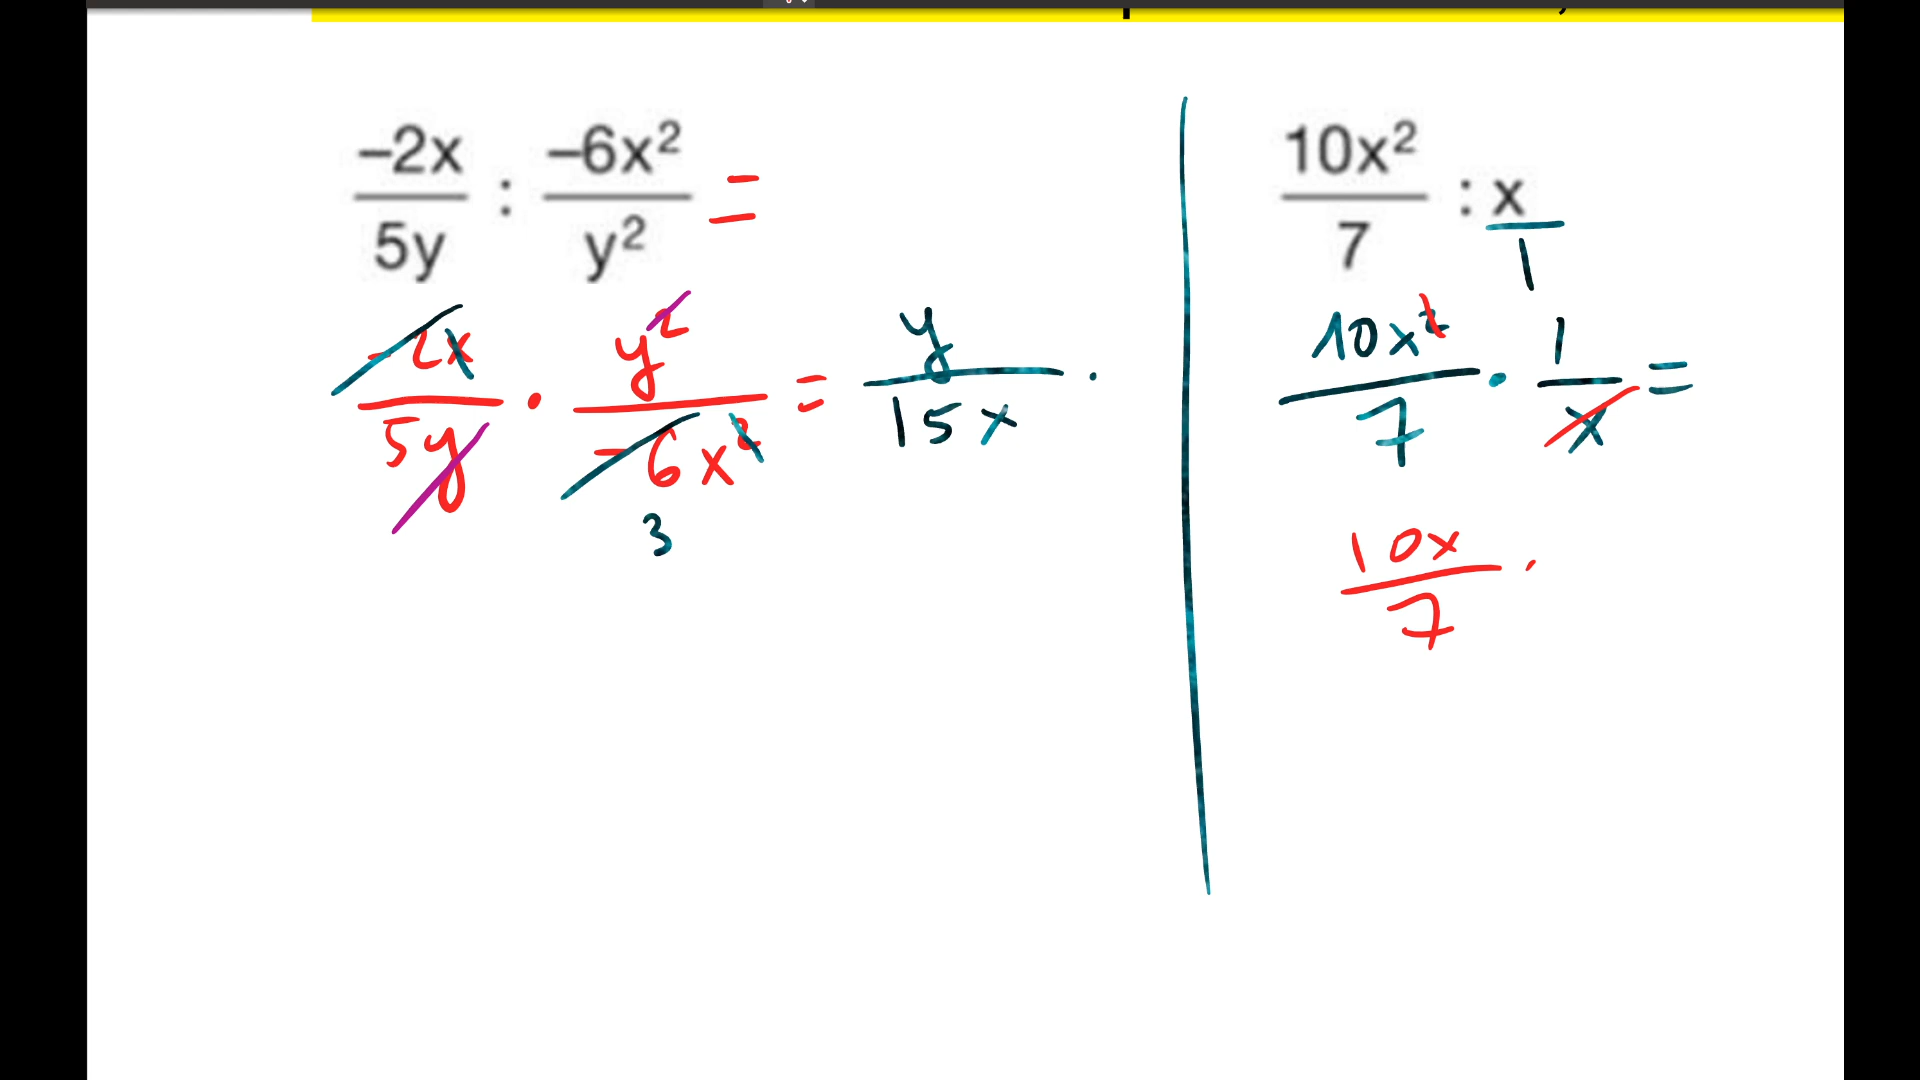 -2x/5y : -6x²/y² =
-2x/5y · y²/-6x² = y/15x .
3
10x²/7 : x/1
10x²/7 · 1/x =
10x/7 .